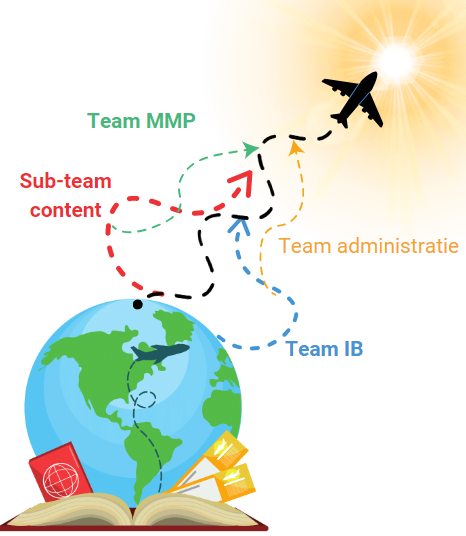 Team MMP
Sub-team
content
Team administratie
Team IB